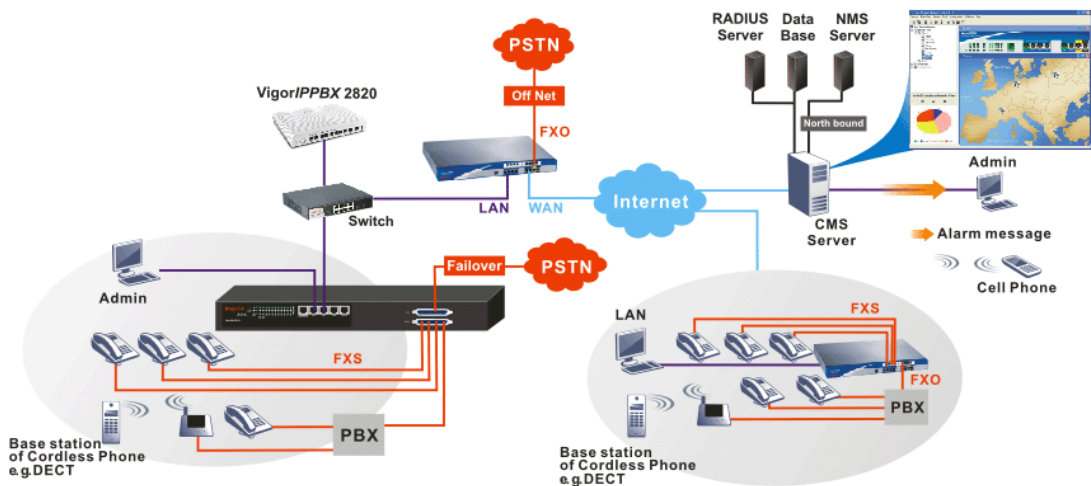 PSTN
Off Net
FXO
VigorIPPBX 2820
RADIUS
Server
Data
Base
NMS
Server
North bound
Admin
LAN
WAN
Internet
Switch
CMS
Server
Alarm message
Cell Phone
Failover
PSTN
Admin
FXS
PBX
Base station
of Cordless Phone
e.g.DECT
LAN
FXS
FXO
PBX
Base station
of Cordless Phone
e.g.DECT